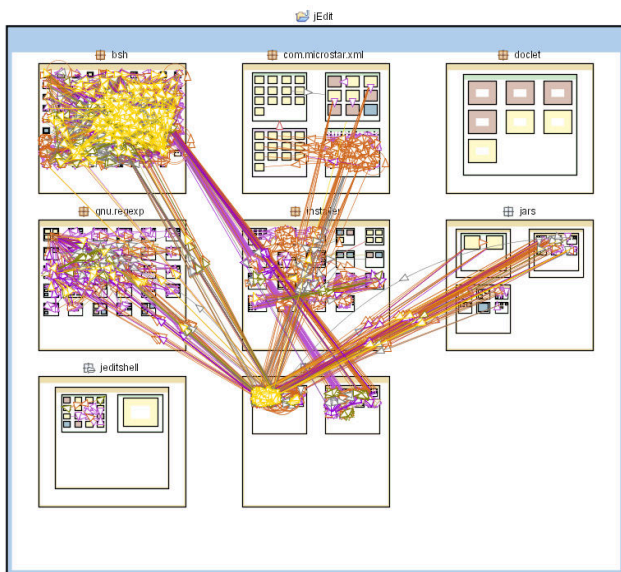 jEdit
bsh
com.microstar.xml
doclet
gnu.regexp
installer
jars
jeditshell